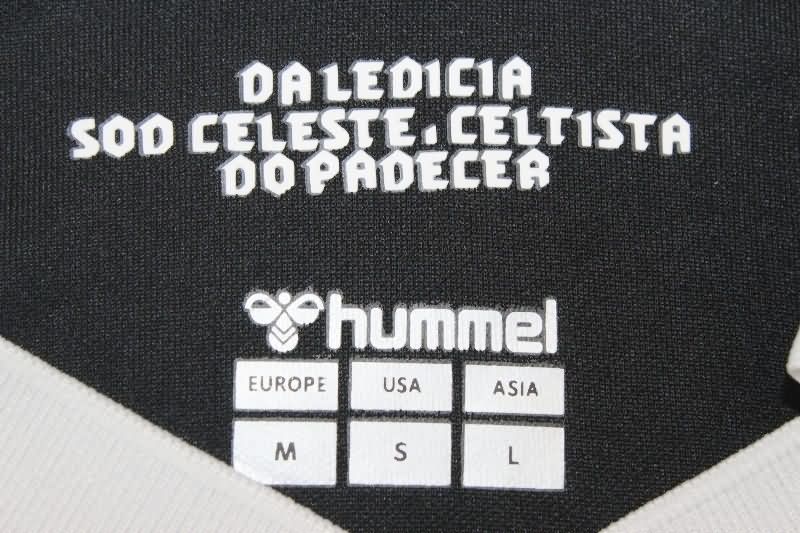 DA LEDICIA
SOD CELESTE, CELTISTA
DO PADECER
hummel
EUROPE USA ASIA
M S L